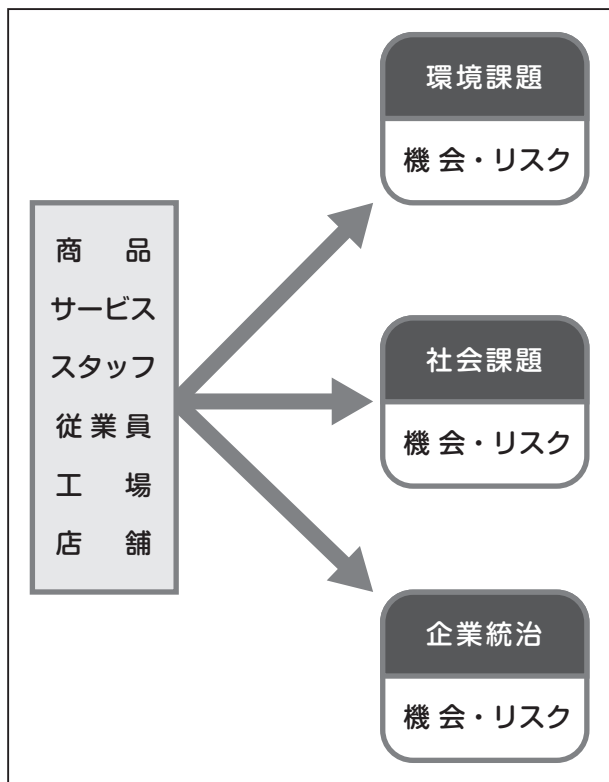 商品
サービス
スタッフ
従業員
工場
店舗
環境課題
機会・リスク
社会課題
機会・リスク
企業統治
機会・リスク